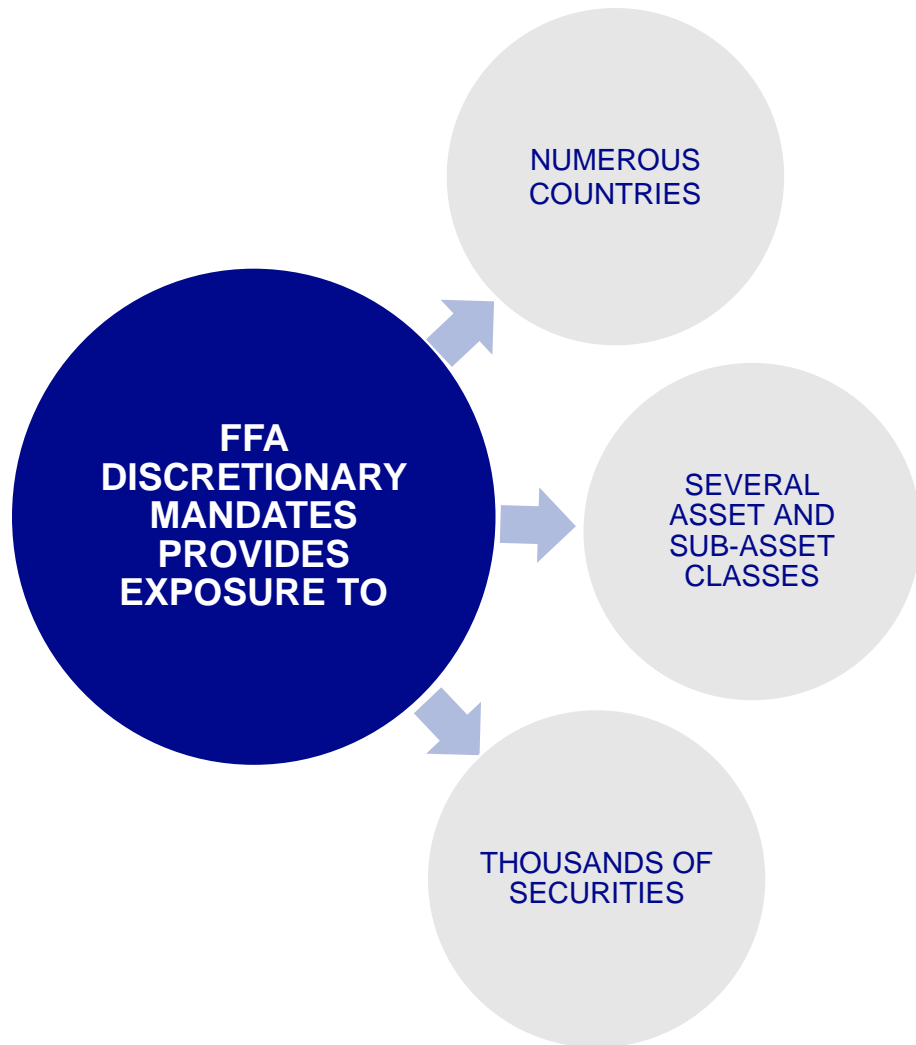 NUMEROUS
COUNTRIES
FFA
DISCRETIONARY
MANDATES
PROVIDES
EXPOSURE TO
SEVERAL
ASSET AND
SUB-ASSET
CLASSES
THOUSANDS OF
SECURITIES